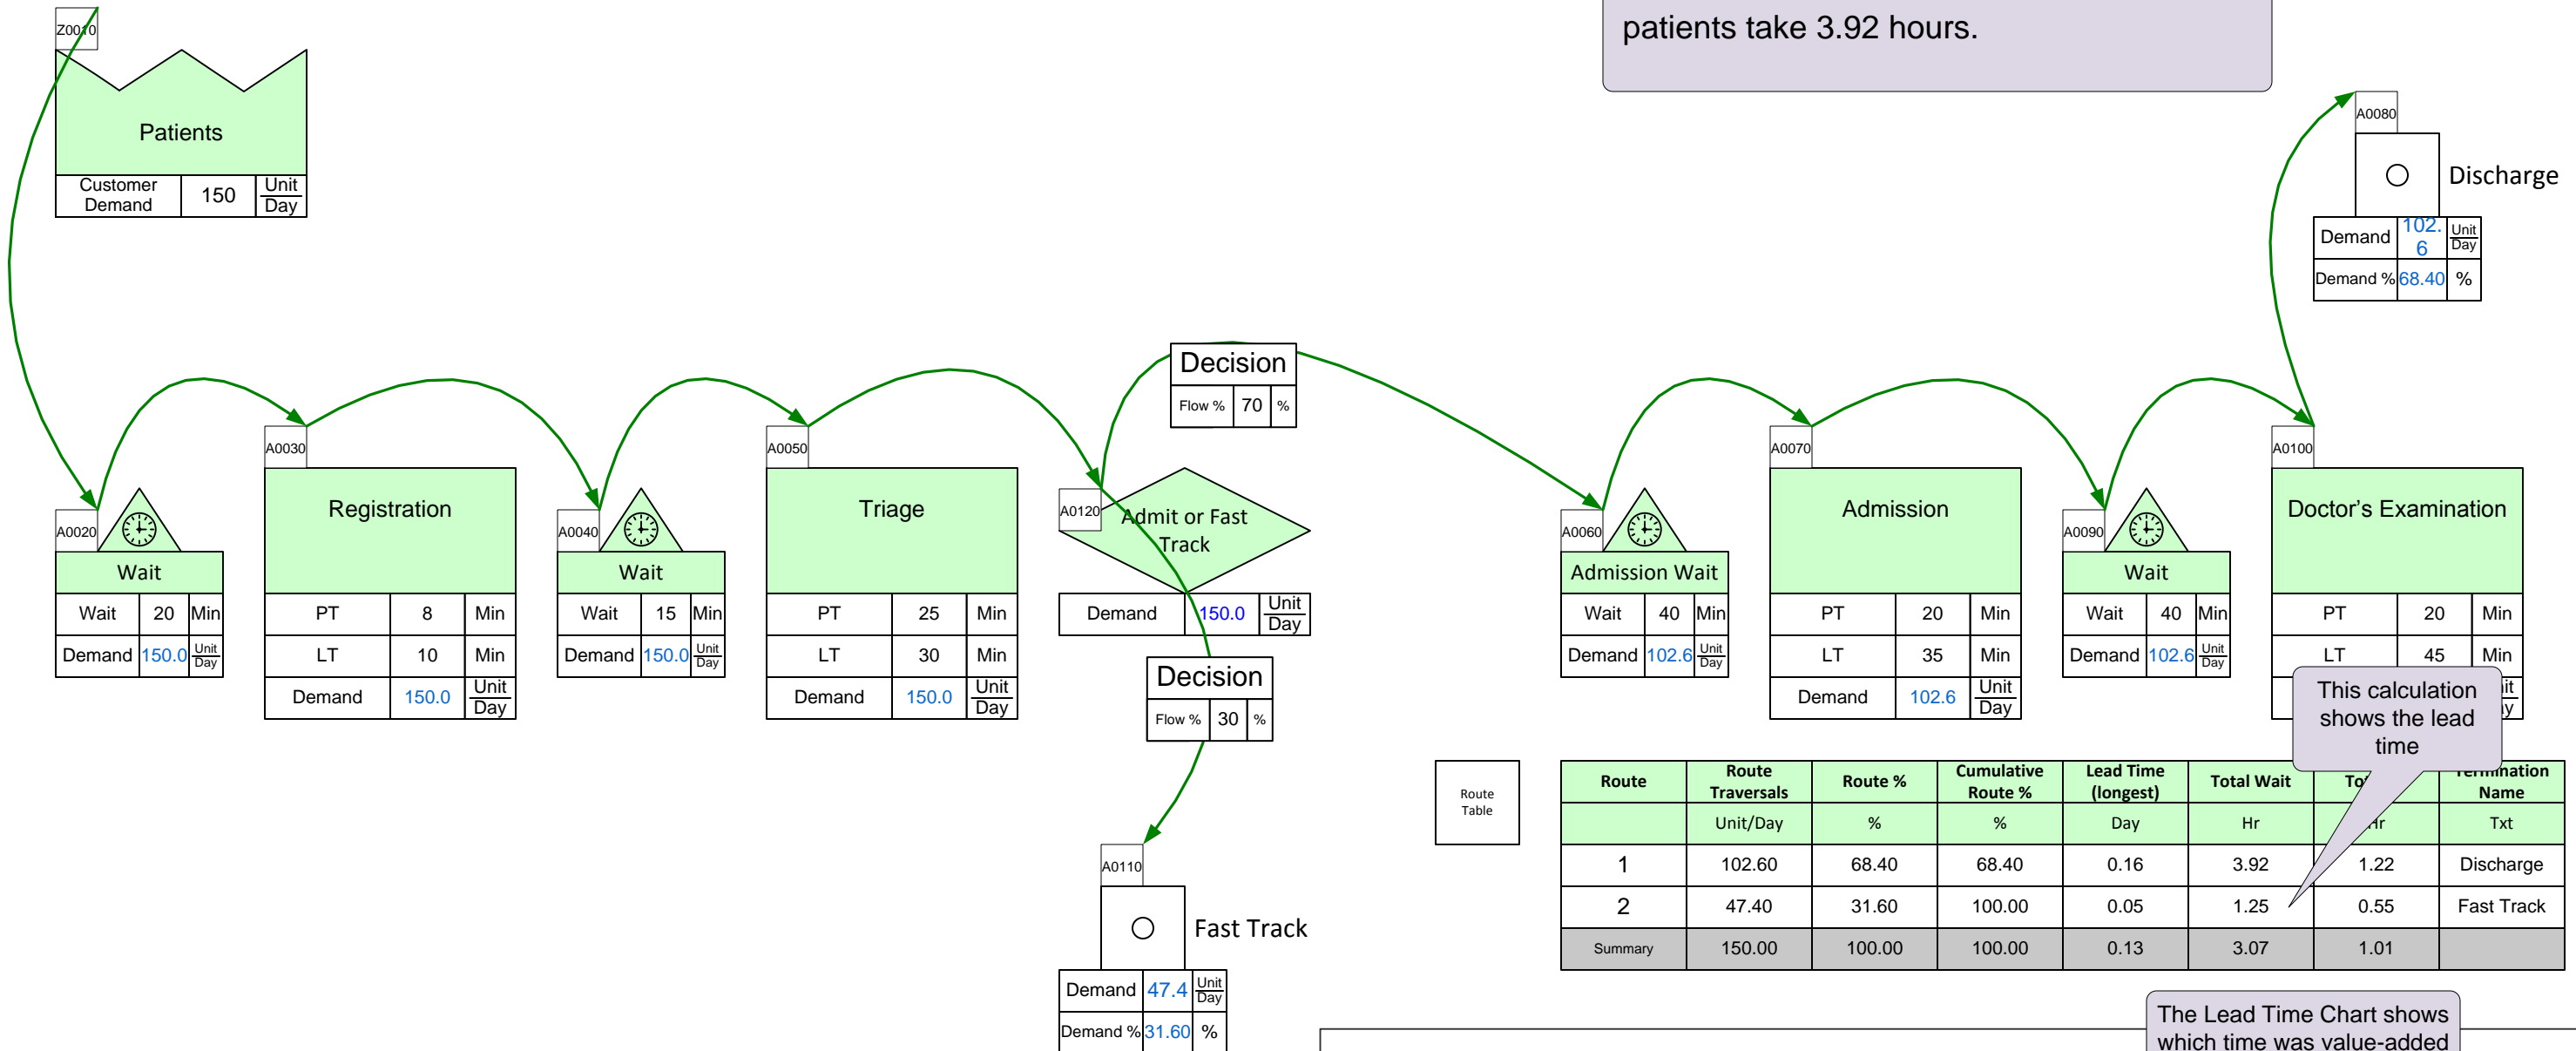 patients take 3.92 hours.
Z0010
Patients
Customer Demand 150 Unit Day
A0080
Discharge
Demand 102.6 Unit Day
Demand % 68.40 %
Decision
Flow % 70 %
A0020
Wait
Wait 20 Min
Demand 150.0 Unit Day
A0030
Registration
PT 8 Min
LT 10 Min
Demand 150.0 Unit Day
A0040
Wait
Wait 15 Min
Demand 150.0 Unit Day
A0050
Triage
PT 25 Min
LT 30 Min
Demand 150.0 Unit Day
A0120
Admit or Fast
Track
Demand 150.0 Unit Day
Decision
Flow % 30 %
A0060
Admission Wait
Wait 40 Min
Demand 102.6 Unit Day
A0070
Admission
PT 20 Min
LT 35 Min
Demand 102.6 Unit Day
A0090
Wait
Wait 40 Min
Demand 102.6 Unit Day
A0100
Doctor’s Examination
PT 20 Min
LT 45 Min
This calculation
shows the lead
time
Route
Table
Route Route Traversals Route % Cumulative Route % Lead Time (longest) Total Wait Name
Unit/Day % % Day Hr Hr Txt
1 102.60 68.40 68.40 0.16 3.92 1.22 Discharge
2 47.40 31.60 100.00 0.05 1.25 0.55 Fast Track
Summary 150.00 100.00 100.00 0.13 3.07 1.01
A0110
Fast Track
Demand 47.4 Unit Day
Demand % 31.60 %
The Lead Time Chart shows
which time was value-added